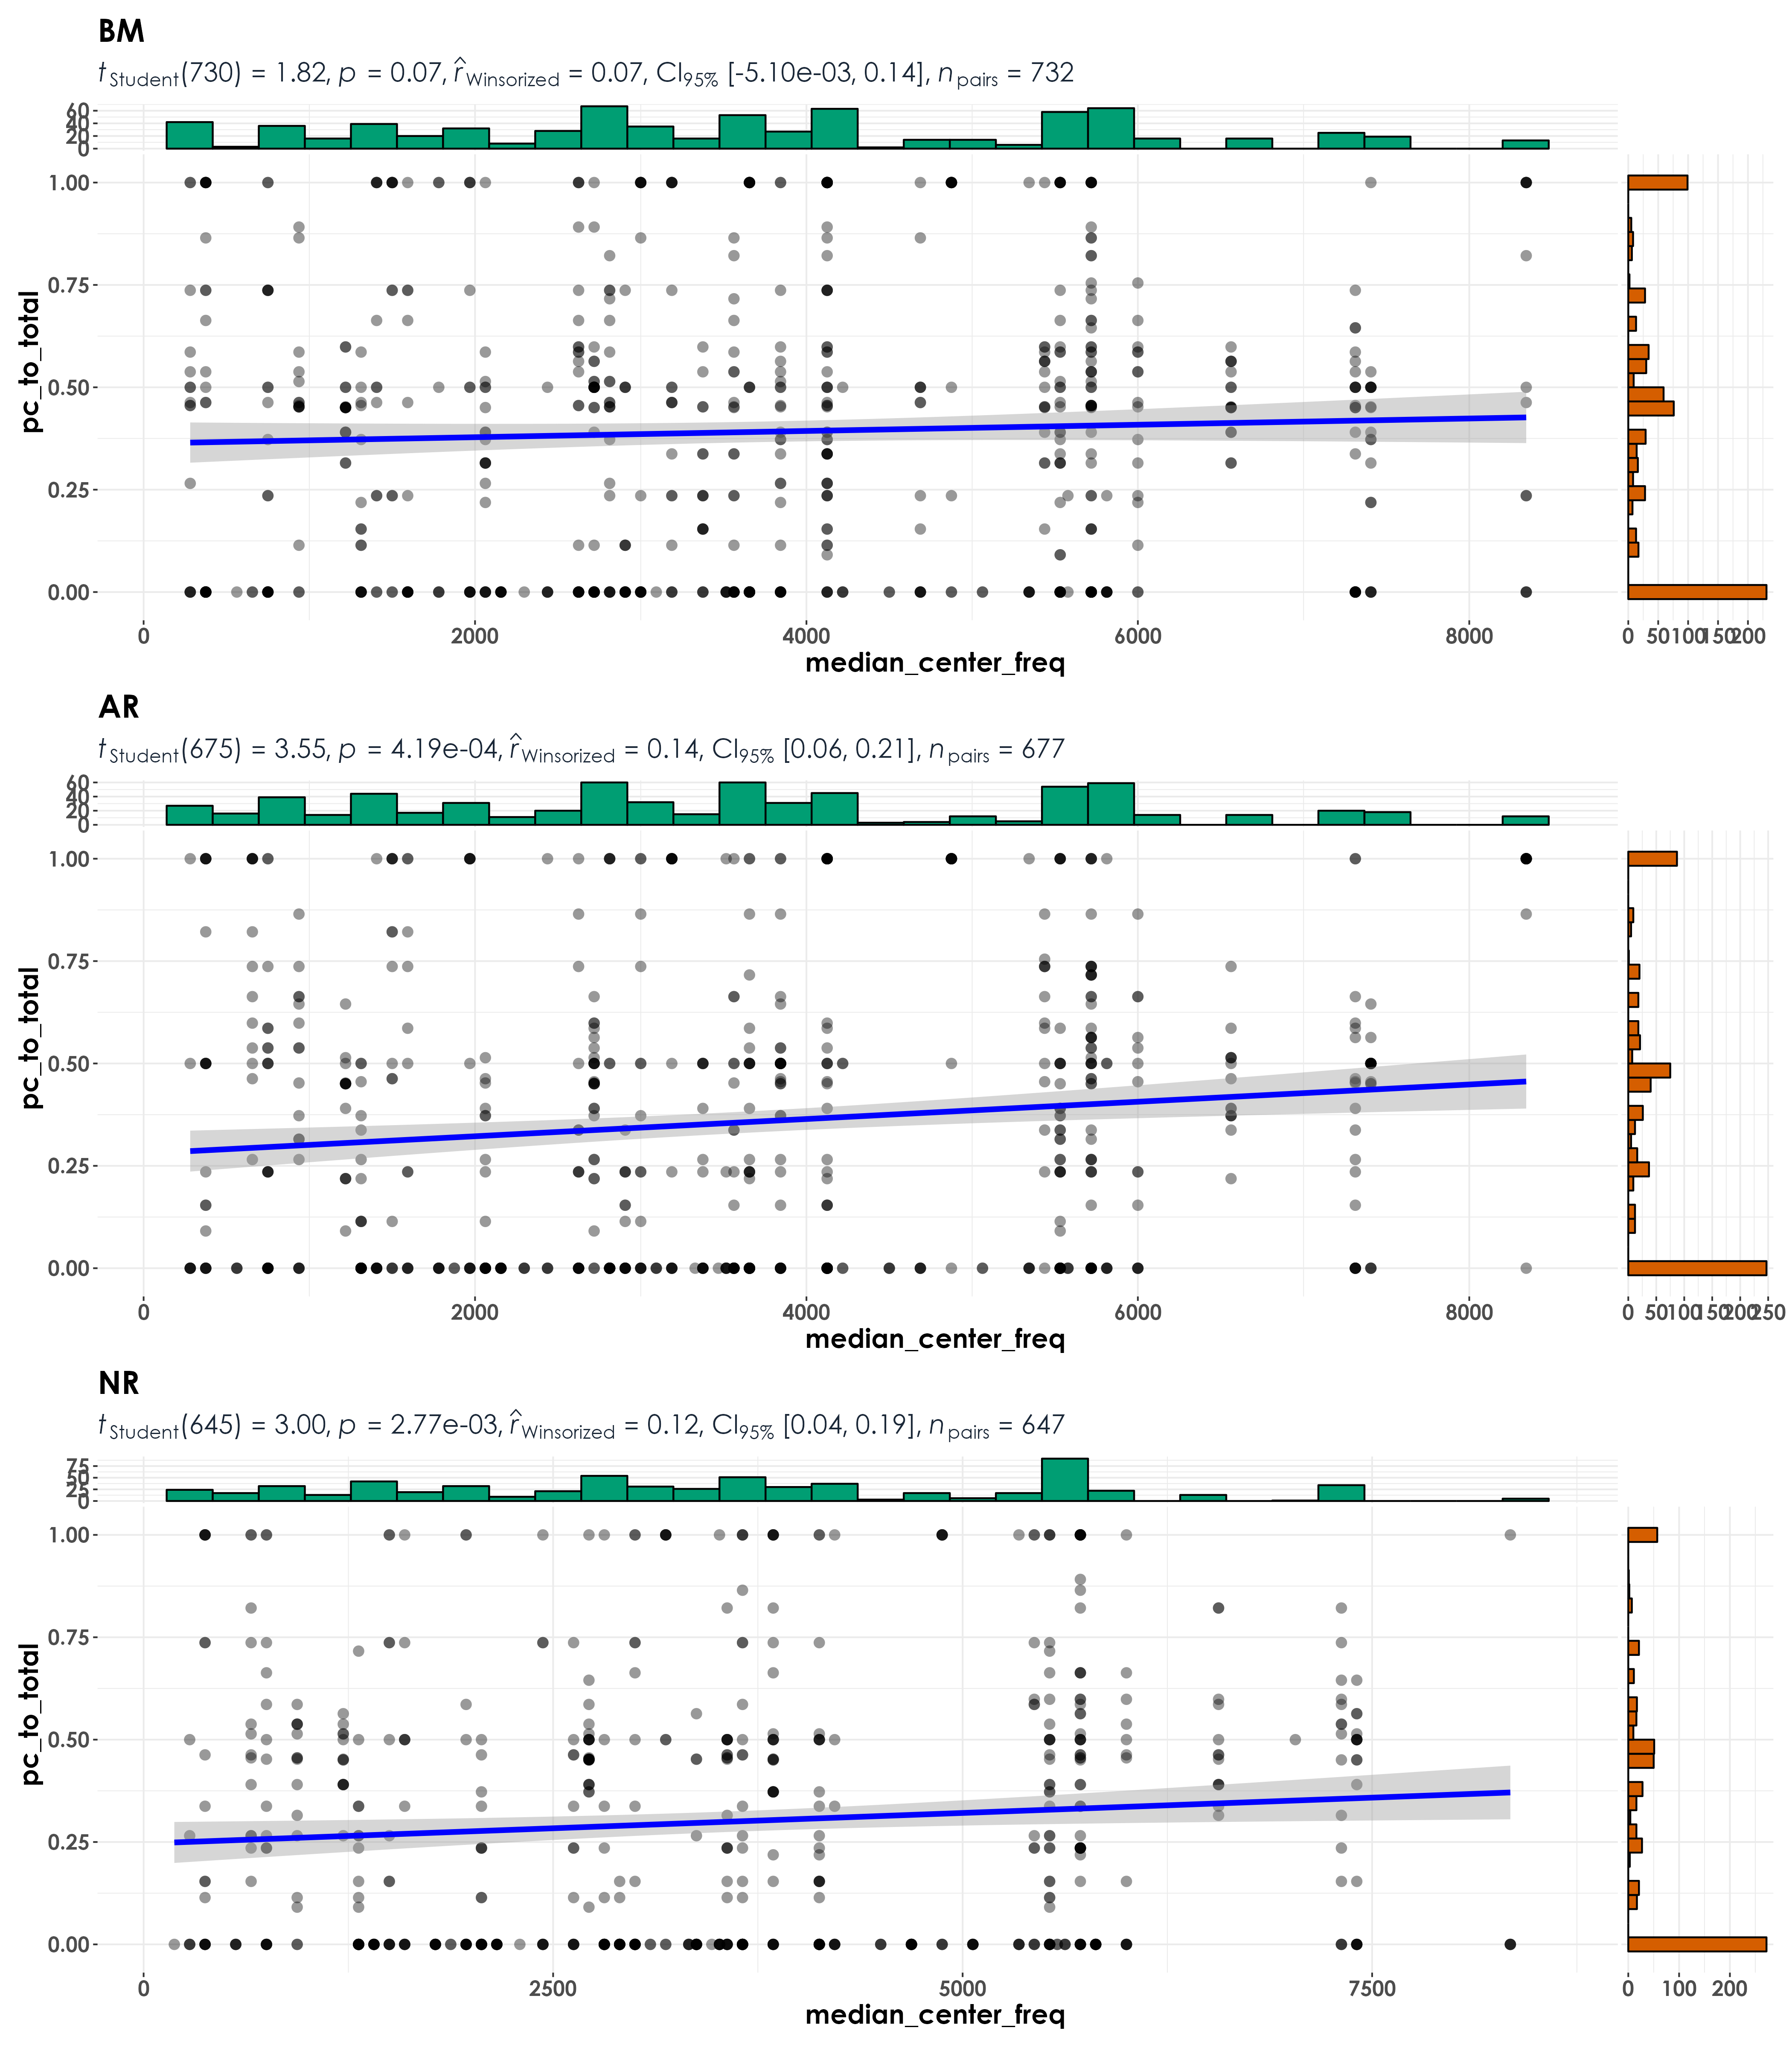 BM
t Student(730) = 1.82, p = 0.07, r̂ Winsorized = 0.07, CI95% [-5.10e-03, 0.14], n pairs = 732
60
40
20
0
1.00
0.75
0.50
0.25
0.00
pc_to_total
0 2000 4000 6000 8000
0 50 100 150 200
median_center_freq
AR
t Student(675) = 3.55, p = 4.19e-04, r̂ Winsorized = 0.14, CI95% [0.06, 0.21], n pairs = 677
60
40
20
0
1.00
0.75
0.50
0.25
0.00
pc_to_total
0 2000 4000 6000 8000
0 50 100 150 200 250
median_center_freq
NR
t Student(645) = 3.00, p = 2.77e-03, r̂ Winsorized = 0.12, CI95% [0.04, 0.19], n pairs = 647
75
50
25
0
1.00
0.75
0.50
0.25
0.00
pc_to_total
0 2500 5000 7500
0 100 200
median_center_freq